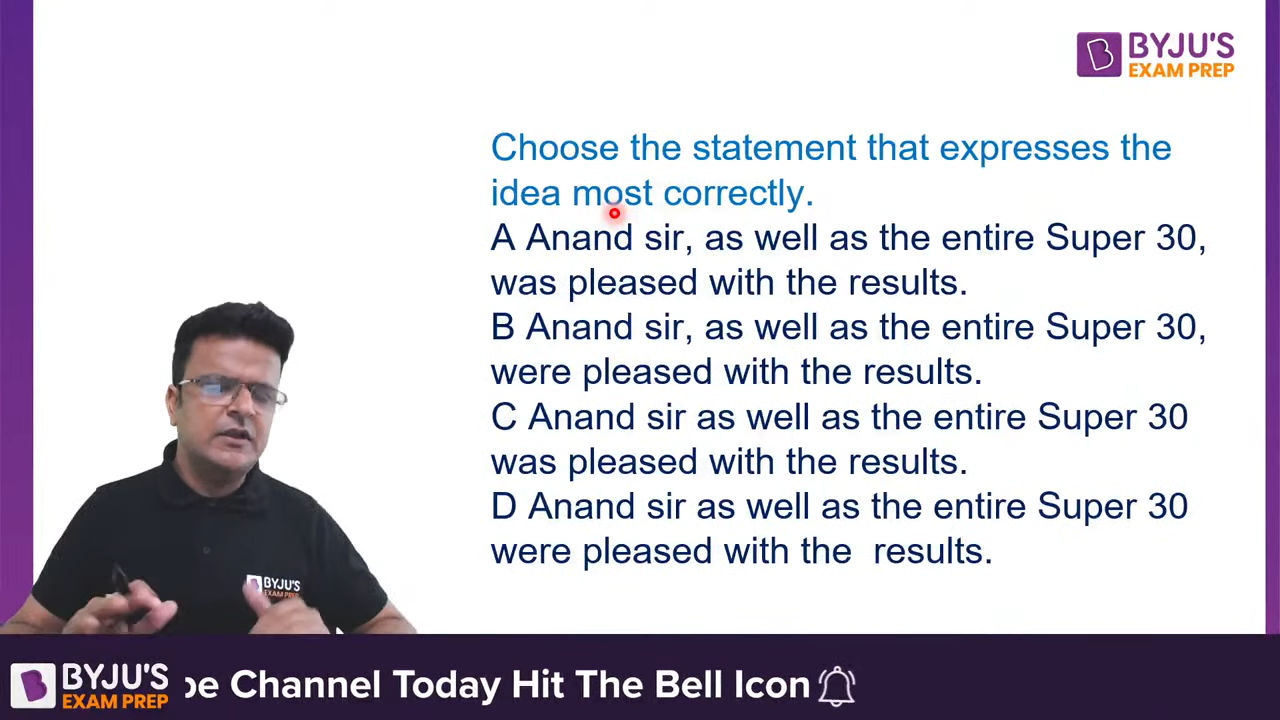 BYJU'S
EXAM PREP
Choose the statement that expresses the
idea most correctly.
A Anand sir, as well as the entire Super 30,
was pleased with the results.
B Anand sir, as well as the entire Super 30,
were pleased with the results.
C Anand sir as well as the entire Super 30
was pleased with the results.
D Anand sir as well as the entire Super 30
were pleased with the  results.
BYJU'S
EXAM PREP
BYJU'S
EXAM PREP
be Channel Today Hit The Bell Icon